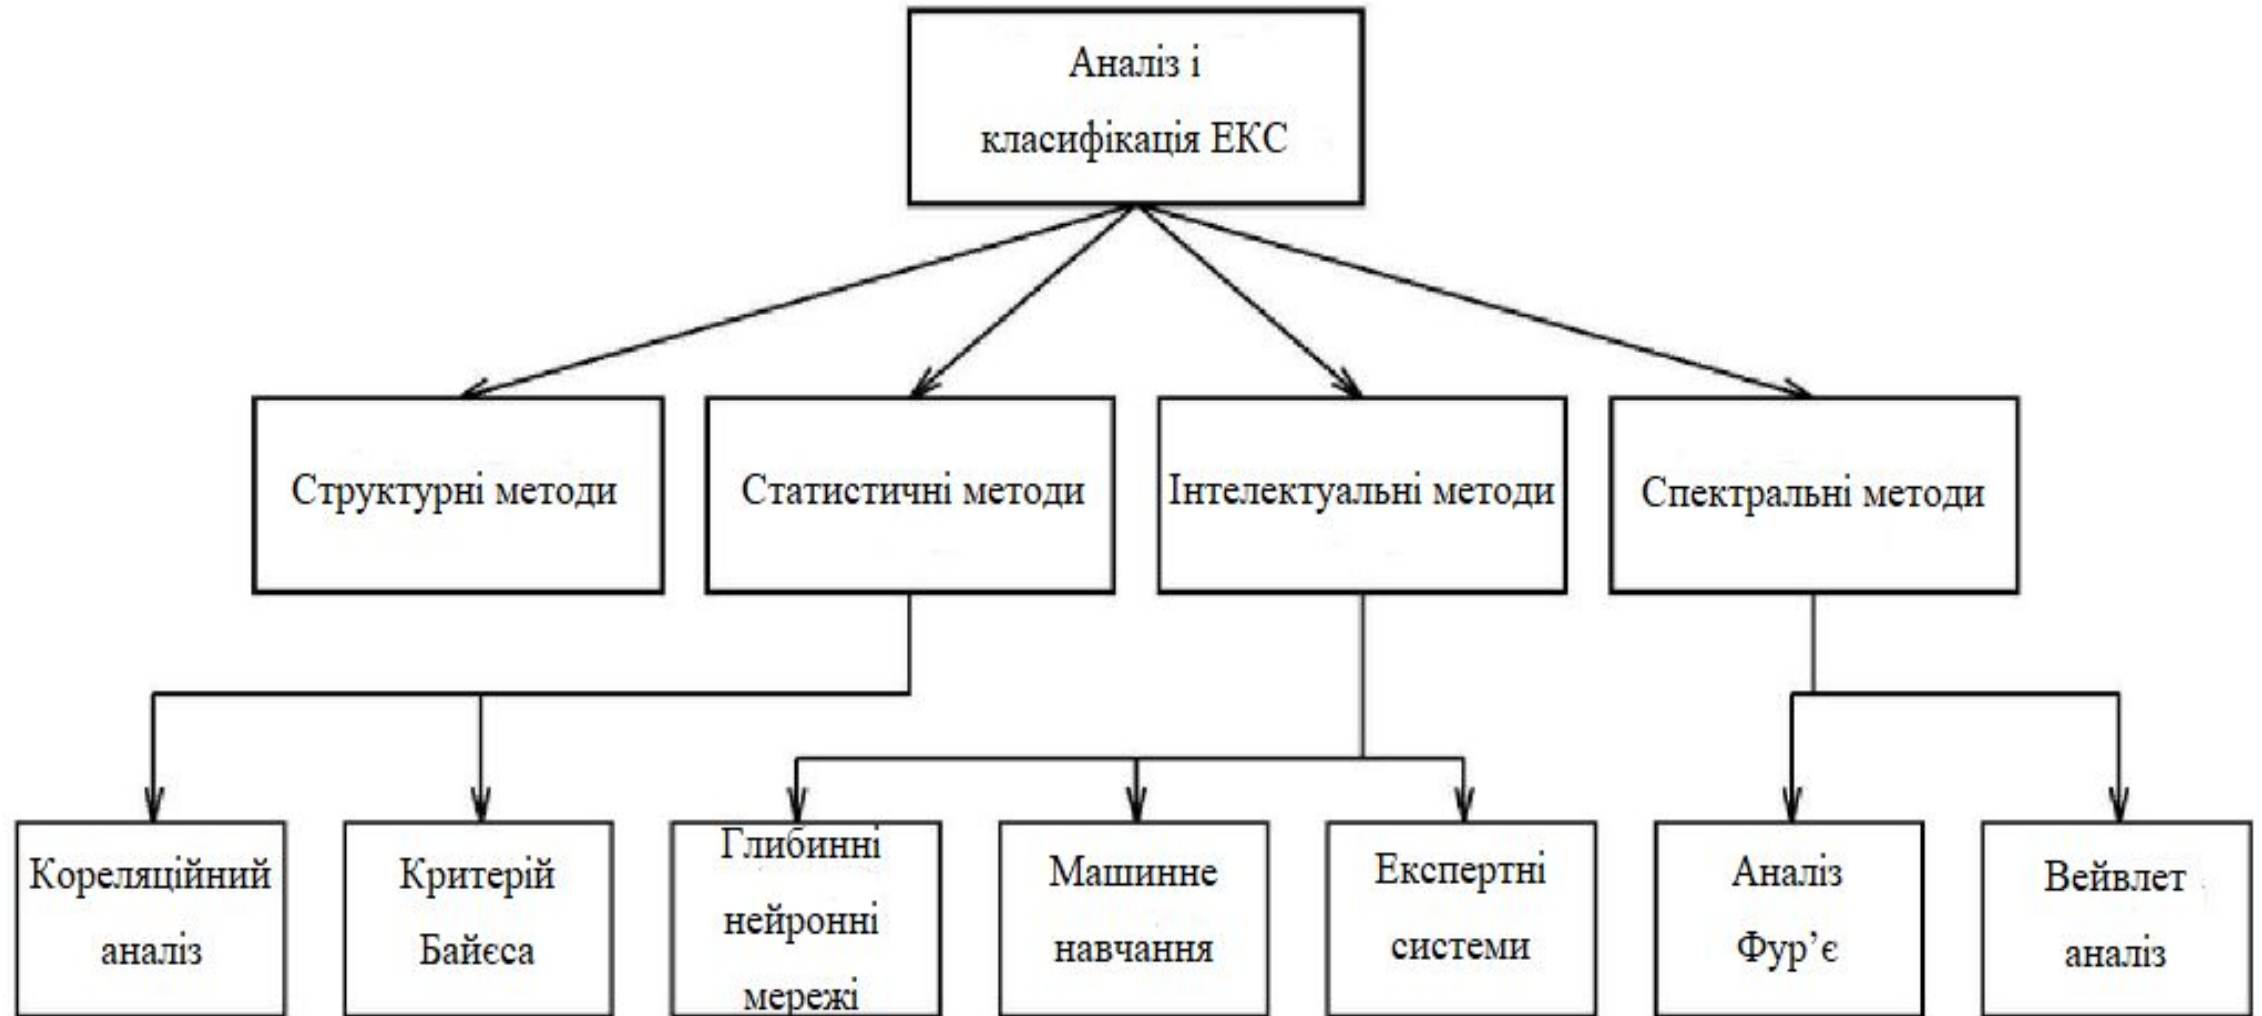 Аналіз і
класифікація ЕКС
Структурні методи
Статистичні методи
Інтелектуальні методи
Спектральні методи
Кореляційний
аналіз
Критерій
Байєса
Глибинні
нейронні
мережі
Машинне
навчання
Експертні
системи
Аналіз
Фур’є
Вейвлет
аналіз